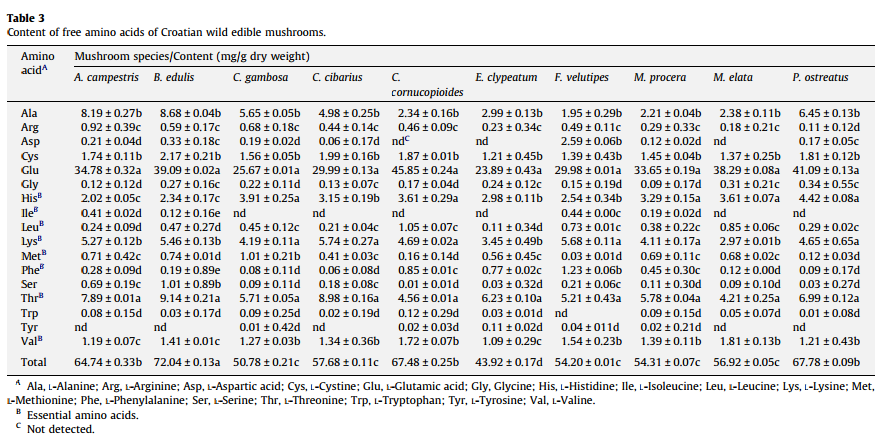 Table 3
Content of free amino acids of Croatian wild edible mushrooms.
Amino Mushroom species/Content (mg/g dry weight)
acidA
A. campestris B. edulis C. gambosa C. cibarius C. cornucopioides E. clypeatum F. velutipes M. procera M. elata P. ostreatus
Ala 8.19 ± 0.27b 8.68 ± 0.04b 5.65 ± 0.05b 4.98 ± 0.25b 2.34 ± 0.16b 2.99 ± 0.13b 1.95 ± 0.29b 2.21 ± 0.04b 2.38 ± 0.11b 6.45 ± 0.13b
Arg 0.92 ± 0.39c 0.59 ± 0.17c 0.68 ± 0.18c 0.44 ± 0.14c 0.46 ± 0.09c 0.23 ± 0.34c 0.49 ± 0.11c 0.29 ± 0.33c 0.18 ± 0.21c 0.11 ± 0.12d
Asp 0.21 ± 0.04d 0.33 ± 0.18c 0.19 ± 0.02d 0.06 ± 0.17d ndC nd 2.59 ± 0.06b 0.12 ± 0.02d nd 0.17 ± 0.05c
Cys 1.74 ± 0.11b 2.17 ± 0.21b 1.56 ± 0.05b 1.99 ± 0.16b 1.87 ± 0.01b 1.21 ± 0.45b 1.39 ± 0.43b 1.45 ± 0.04b 1.37 ± 0.25b 1.81 ± 0.12b
Glu 34.78 ± 0.32a 39.09 ± 0.02a 25.67 ± 0.01a 29.99 ± 0.13a 45.85 ± 0.24a 23.89 ± 0.43a 29.98 ± 0.01a 33.65 ± 0.19a 38.29 ± 0.08a 41.09 ± 0.13a
Gly 0.12 ± 0.12d 0.27 ± 0.16c 0.22 ± 0.11d 0.13 ± 0.07c 0.17 ± 0.04d 0.24 ± 0.12c 0.15 ± 0.19d 0.09 ± 0.17d 0.31 ± 0.21c 0.34 ± 0.55c
HisB 2.02 ± 0.05c 2.34 ± 0.17c 3.91 ± 0.25a 3.15 ± 0.19b 3.61 ± 0.29a 2.98 ± 0.11b 2.54 ± 0.34b 3.29 ± 0.15a 3.61 ± 0.07a 4.42 ± 0.08a
IleB 0.41 ± 0.02d 0.12 ± 0.16e nd nd nd nd 0.44 ± 0.00c 0.19 ± 0.02d nd nd
LeuB 0.24 ± 0.09d 0.47 ± 0.27d 0.45 ± 0.12c 0.21 ± 0.04c 1.05 ± 0.07c 0.11 ± 0.34d 0.73 ± 0.01c 0.38 ± 0.22c 0.85 ± 0.06c 0.29 ± 0.02c
LysB 5.27 ± 0.12b 5.46 ± 0.13b 4.19 ± 0.11a 5.74 ± 0.27a 4.69 ± 0.02a 3.45 ± 0.49b 5.68 ± 0.11a 4.11 ± 0.17a 2.97 ± 0.01b 4.65 ± 0.65a
MetB 0.71 ± 0.42c 0.74 ± 0.01d 1.01 ± 0.21b 0.41 ± 0.03c 0.16 ± 0.14d 0.56 ± 0.45c 0.03 ± 0.01d 0.69 ± 0.11c 0.68 ± 0.02c 0.12 ± 0.03d
PheB 0.28 ± 0.09d 0.19 ± 0.89e 0.08 ± 0.11d 0.06 ± 0.08d 0.85 ± 0.01c 0.77 ± 0.02c 1.23 ± 0.06b 0.45 ± 0.30c 0.12 ± 0.00d 0.09 ± 0.17d
Ser 0.69 ± 0.19c 1.01 ± 0.89b 0.09 ± 0.11d 0.18 ± 0.08c 0.01 ± 0.01d 0.03 ± 0.32d 0.21 ± 0.06c 0.11 ± 0.30d 0.09 ± 0.10d 0.03 ± 0.27d
ThrB 7.89 ± 0.01a 9.14 ± 0.21a 5.71 ± 0.05a 8.98 ± 0.16a 4.56 ± 0.01a 6.23 ± 0.10a 5.21 ± 0.43a 5.78 ± 0.04a 4.21 ± 0.25a 6.99 ± 0.12a
Trp 0.08 ± 0.15d 0.03 ± 0.17d 0.09 ± 0.25d 0.02 ± 0.19d 0.12 ± 0.29d 0.03 ± 0.01d nd 0.09 ± 0.15d 0.05 ± 0.07d 0.01 ± 0.08d
Tyr nd nd 0.01 ± 0.42d nd 0.02 ± 0.03d 0.11 ± 0.02d 0.04 ± 011d 0.02 ± 0.21d nd nd
ValB 1.19 ± 0.07c 1.41 ± 0.01c 1.27 ± 0.03b 1.34 ± 0.36b 1.72 ± 0.07b 1.09 ± 0.29c 1.54 ± 0.23b 1.39 ± 0.11b 1.81 ± 0.13b 1.21 ± 0.43b
Total 64.74 ± 0.33b 72.04 ± 0.13a 50.78 ± 0.21c 57.68 ± 0.11c 67.48 ± 0.25b 43.92 ± 0.17d 54.20 ± 0.01c 54.31 ± 0.07c 56.92 ± 0.05c 67.78 ± 0.09b
A Ala, L-Alanine; Arg, L-Arginine; Asp, L-Aspartic acid; Cys, L-Cystine; Glu, L-Glutamic acid; Gly, Glycine; His, L-Histidine; Ile, L-Isoleucine; Leu, L-Leucine; Lys, L-Lysine; Met,
L-Methionine; Phe, L-Phenylalanine; Ser, L-Serine; Thr, L-Threonine; Trp, L-Tryptophan; Tyr, L-Tyrosine; Val, L-Valine.
B Essential amino acids.
C Not detected.